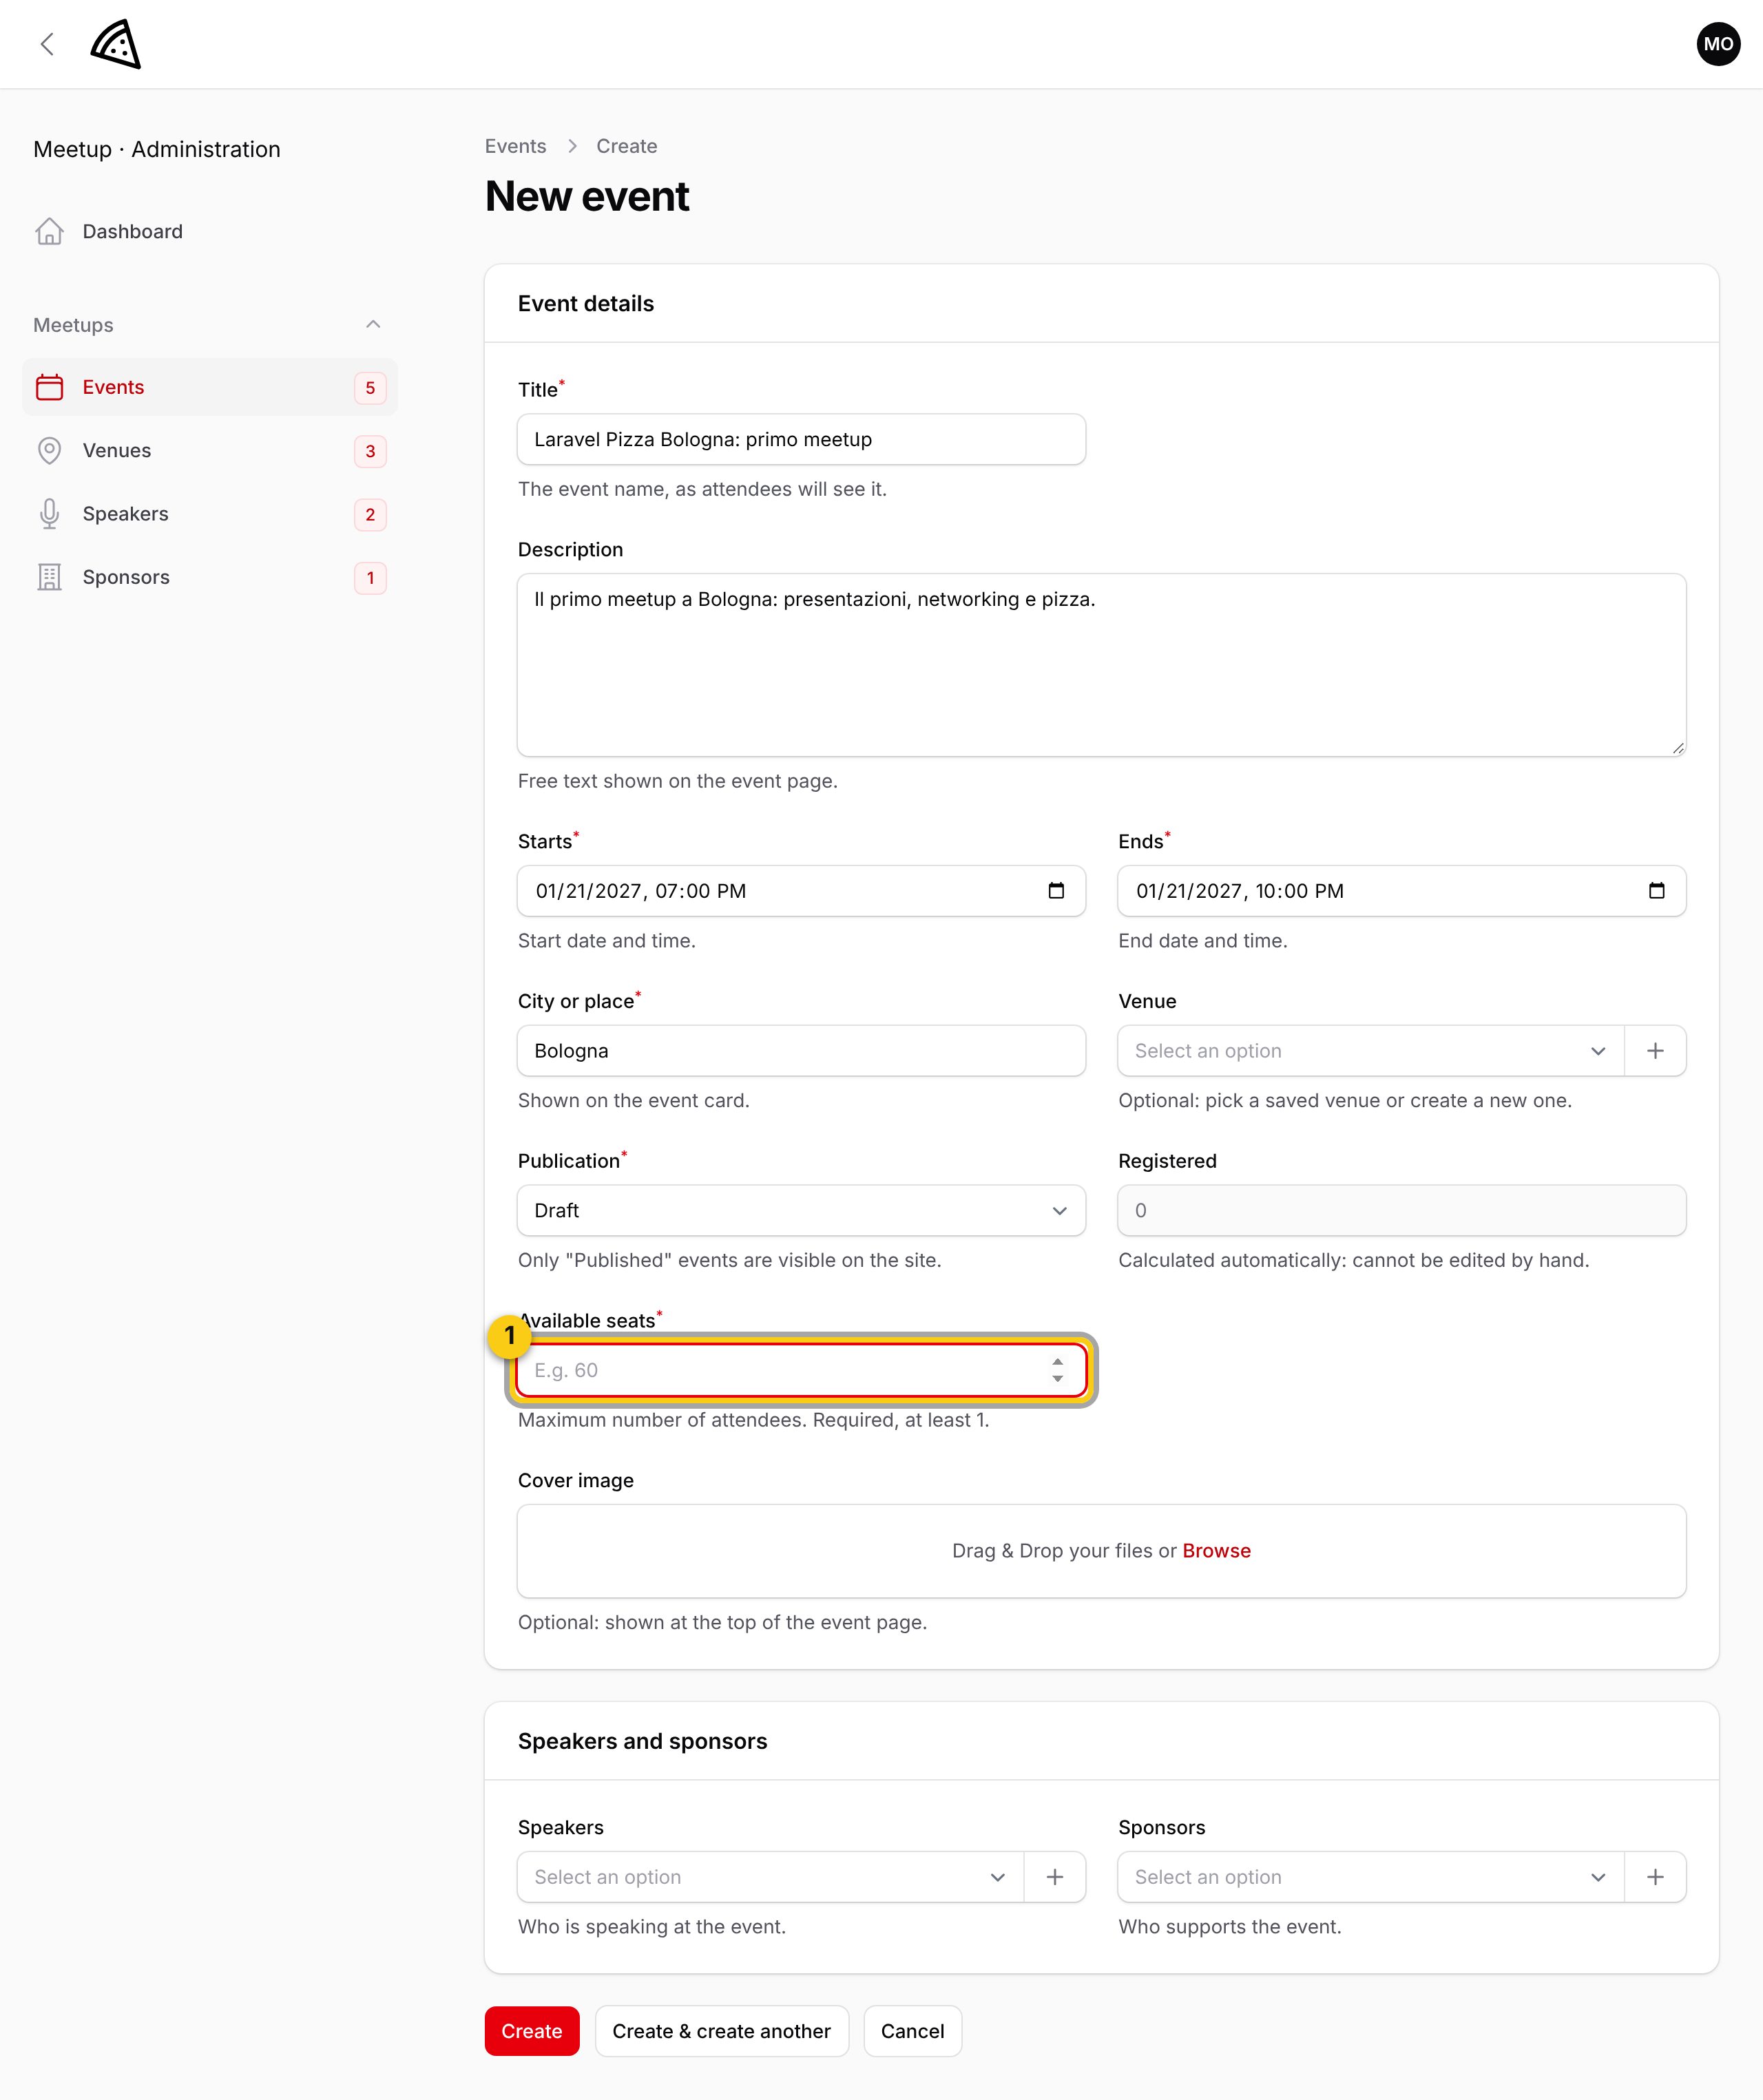 MO
Meetup · Administration
Dashboard
Meetups
Events 5
Venues 3
Speakers 2
Sponsors 1
Events > Create
New event
Event details
Title*
Laravel Pizza Bologna: primo meetup
The event name, as attendees will see it.
Description
Il primo meetup a Bologna: presentazioni, networking e pizza.
Free text shown on the event page.
Starts*
01/21/2027, 07:00 PM
Start date and time.
Ends*
01/21/2027, 10:00 PM
End date and time.
City or place*
Bologna
Shown on the event card.
Venue
Select an option
Optional: pick a saved venue or create a new one.
Publication*
Draft
Only "Published" events are visible on the site.
Registered
0
Calculated automatically: cannot be edited by hand.
1
Available seats*
E.g. 60
Maximum number of attendees. Required, at least 1.
Cover image
Drag & Drop your files or Browse
Optional: shown at the top of the event page.
Speakers and sponsors
Speakers
Select an option
Who is speaking at the event.
Sponsors
Select an option
Who supports the event.
Create
Create & create another
Cancel